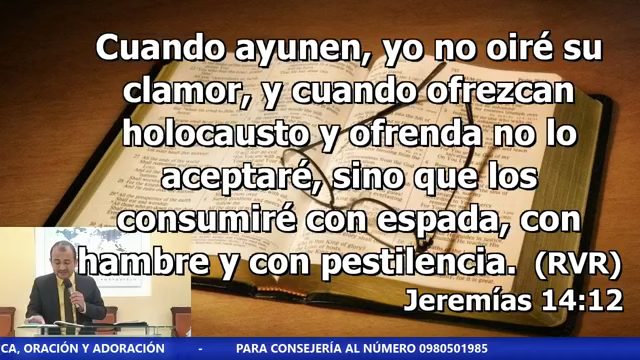 Cuando ayunen, yo no oiré su
clamor, y cuando ofrezcan
holocausto y ofrenda no lo
aceptaré, sino que los
consumiré con espada, con
hambre y con pestilencia. (RVR)
Jeremías 14:12
CA, ORACIÓN Y ADORACIÓN - PARA CONSEJERÍA AL NÚMERO 0980501985